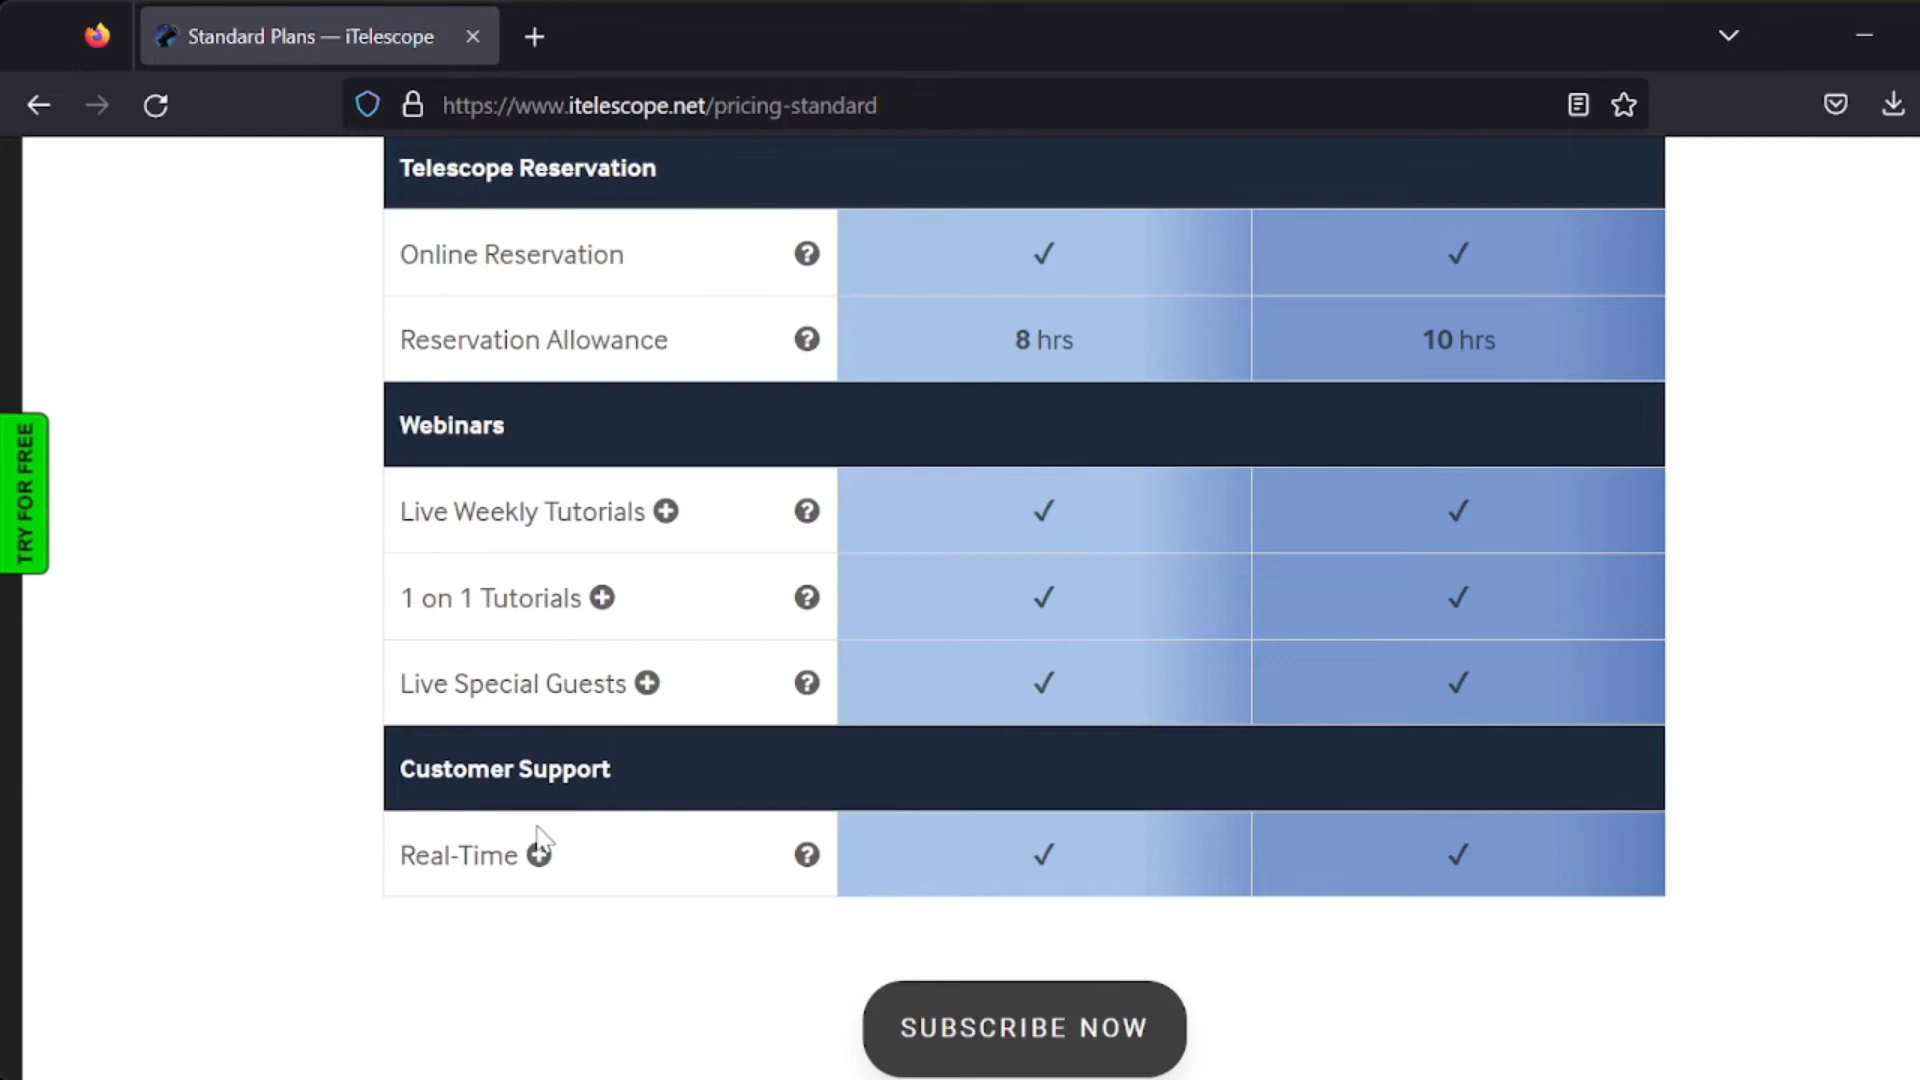 Standard Plans — iTelescope
https://www.itelescope.net/pricing-standard
Telescope Reservation
Online Reservation ? ✓ ✓
Reservation Allowance ? 8 hrs 10 hrs
Webinars
Live Weekly Tutorials + ? ✓ ✓
1 on 1 Tutorials + ? ✓ ✓
Live Special Guests + ? ✓ ✓
Customer Support
Real-Time + ? ✓ ✓
TRY FOR FREE
SUBSCRIBE NOW